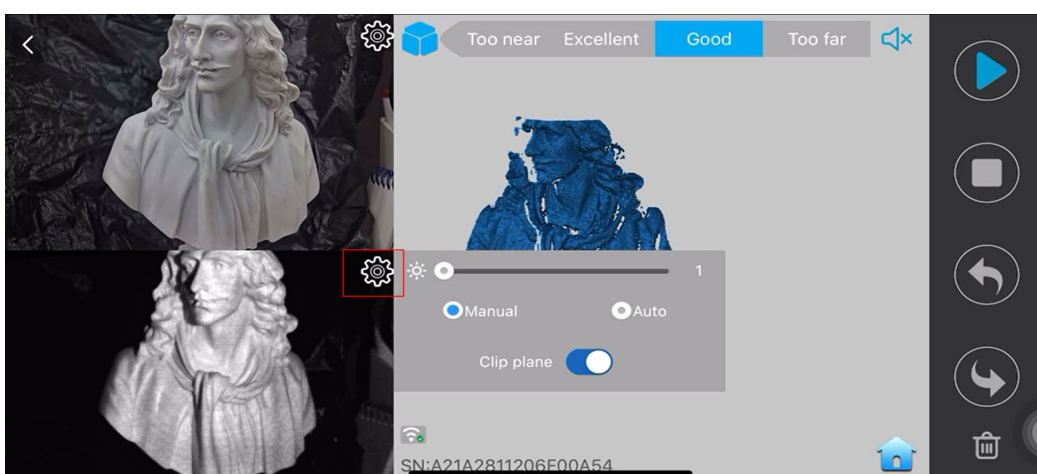 Too near Excellent Good Too far
1
Manual Auto
Clip plane
SN:A21A2811206F00A54